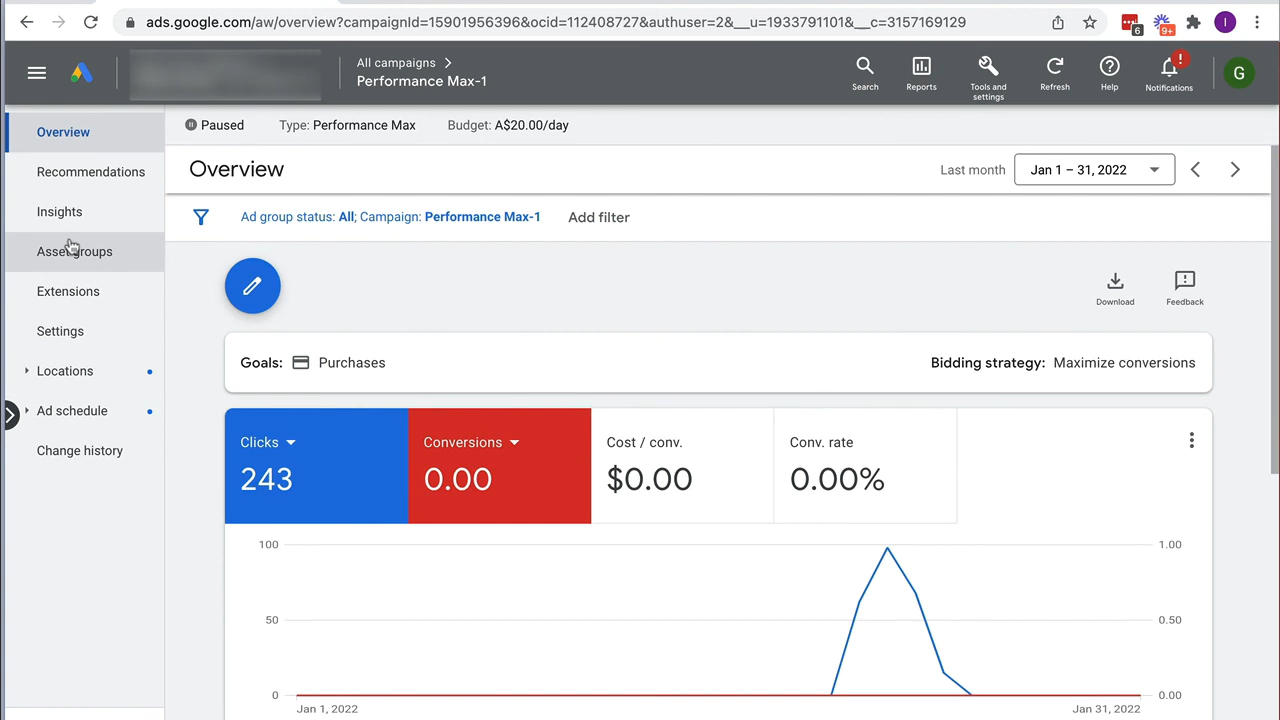 ads.google.com/aw/overview?campaignId=15901956396&ocid=112408727&authuser=2&__u=1933791101&__c=3157169129
6
9+
I
All campaigns
Performance Max-1
Search
Reports
Tools and
settings
Refresh
Help
!
Notifications
G
Overview
Recommendations
Insights
Asset groups
Extensions
Settings
Locations
Ad schedule
Change history
Paused
Type: Performance Max
Budget: A$20.00/day
Overview
Last month
Jan 1 – 31, 2022
Ad group status: All; Campaign: Performance Max-1
Add filter
Download
Feedback
Goals: Purchases
Bidding strategy: Maximize conversions
Clicks
243
Conversions
0.00
Cost / conv.
$0.00
Conv. rate
0.00%
100
1.00
50
0.50
0
0.00
Jan 1, 2022
Jan 31, 2022